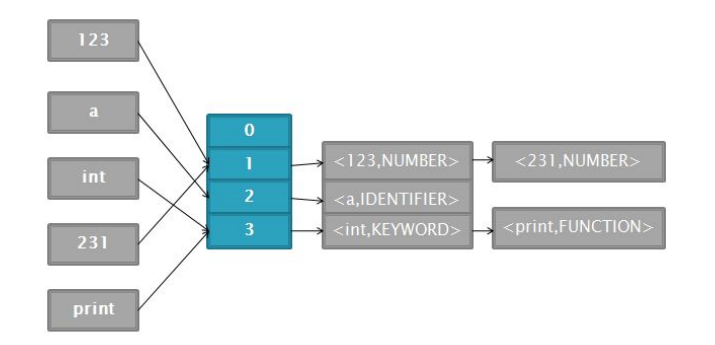 123
a
int
231
print
0
1
2
3
<123,NUMBER>
<231,NUMBER>
<a,IDENTIFIER>
<int,KEYWORD>
<print,FUNCTION>